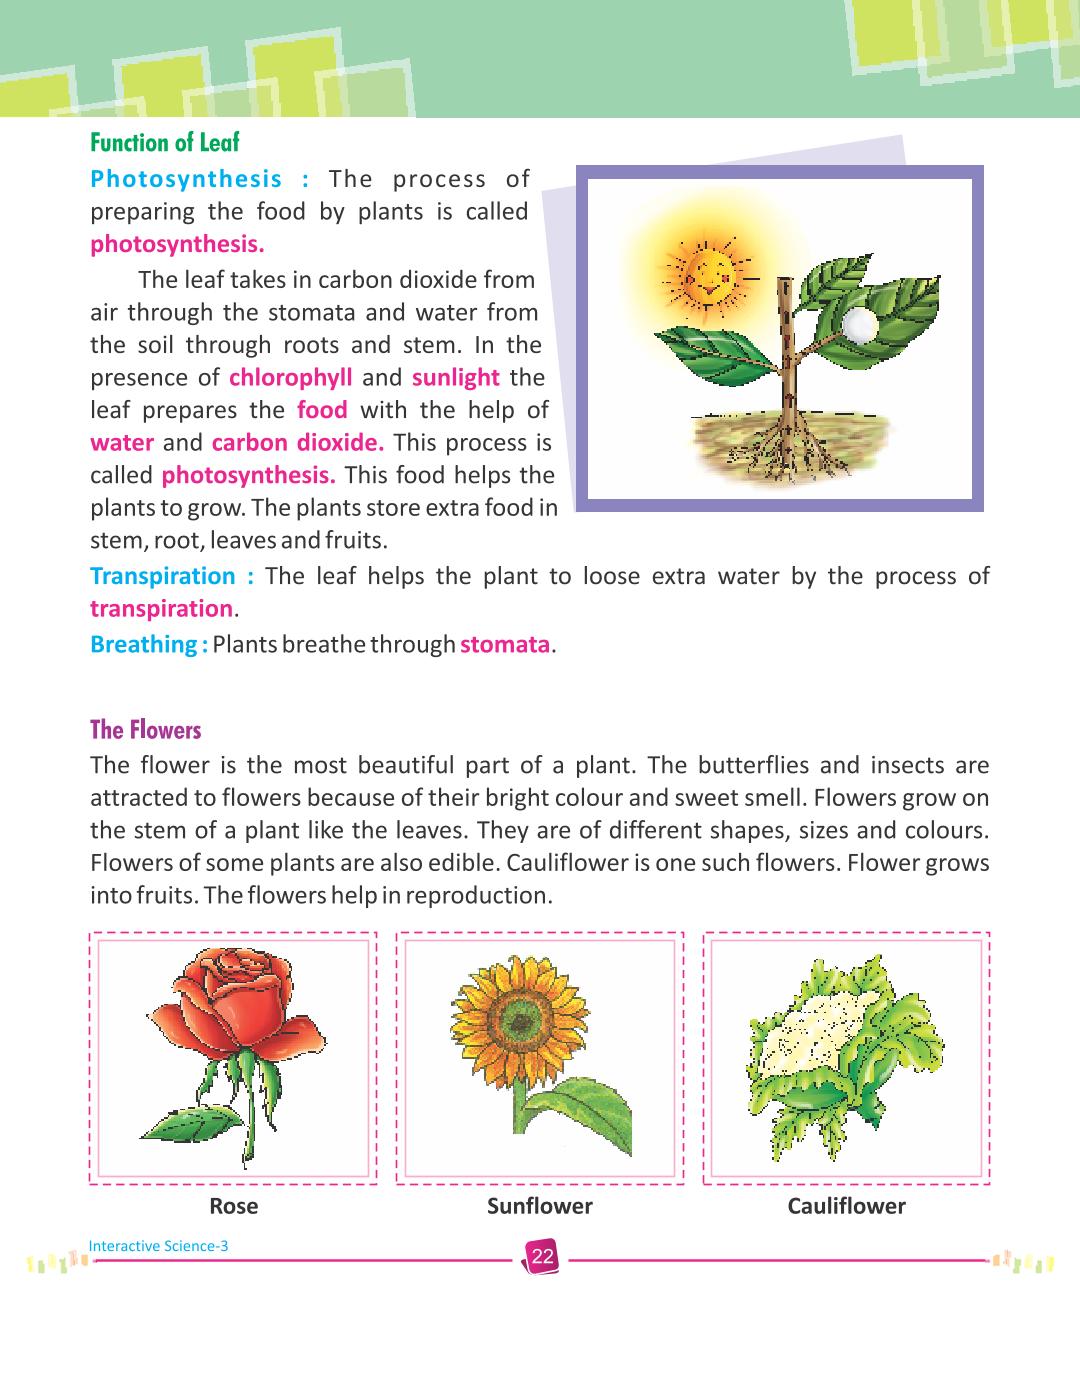 Function of Leaf
Photosynthesis : The process of
preparing the food by plants is called
photosynthesis.
The leaf takes in carbon dioxide from
air through the stomata and water from
the soil through roots and stem. In the
presence of chlorophyll and sunlight the
leaf prepares the food with the help of
water and carbon dioxide. This process is
called photosynthesis. This food helps the
plants to grow. The plants store extra food in
stem, root, leaves and fruits.
Transpiration : The leaf helps the plant to loose extra water by the process of
transpiration.
Breathing : Plants breathe through stomata.
The Flowers
The flower is the most beautiful part of a plant. The butterflies and insects are
attracted to flowers because of their bright colour and sweet smell. Flowers grow on
the stem of a plant like the leaves. They are of different shapes, sizes and colours.
Flowers of some plants are also edible. Cauliflower is one such flowers. Flower grows
into fruits. The flowers help in reproduction.
Rose
Sunflower
Cauliflower
Interactive Science-3
22